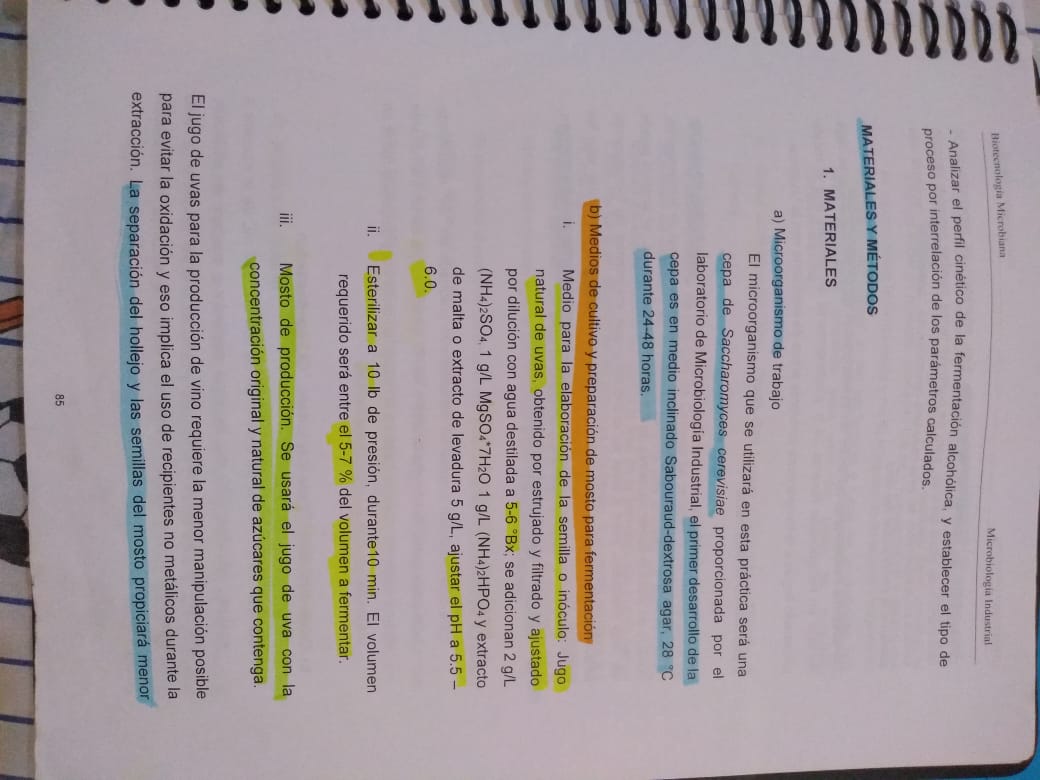 Biotecnología Microbiana
Microbiología Industrial
- Analizar el perfil cinético de la fermentación alcohólica, y establecer el tipo de
proceso por interrelación de los parámetros calculados.
MATERIALES Y MÉTODOS
1. MATERIALES
a) Microorganismo de trabajo
El microorganismo que se utilizará en esta práctica será una
cepa de Saccharomyces cerevisiae proporcionada por el
laboratorio de Microbiología Industrial, el primer desarrollo de la
cepa es en medio inclinado Sabouraud-dextrosa agar, 28 °C
durante 24-48 horas.
b) Medios de cultivo y preparación de mosto para fermentación
i. Medio para la elaboración de la semilla o inóculo: Jugo
natural de uvas, obtenido por estrujado y filtrado y ajustado
por dilución con agua destilada a 5-6 °Bx; se adicionan 2 g/L
(NH₄)₂SO₄, 1 g/L MgSO₄*7H₂O 1 g/L (NH₄)₂HPO₄ y extracto
de malta o extracto de levadura 5 g/L, ajustar el pH a 5.5 –
6.0.
ii. Esterilizar a 10 lb de presión, durante10 min. El volumen
requerido será entre el 5-7 % del volumen a fermentar.
iii. Mosto de producción. Se usará el jugo de uva con la
concentración original y natural de azúcares que contenga.
El jugo de uvas para la producción de vino requiere la menor manipulación posible
para evitar la oxidación y eso implica el uso de recipientes no metálicos durante la
extracción. La separación del hollejo y las semillas del mosto propiciará menor
85